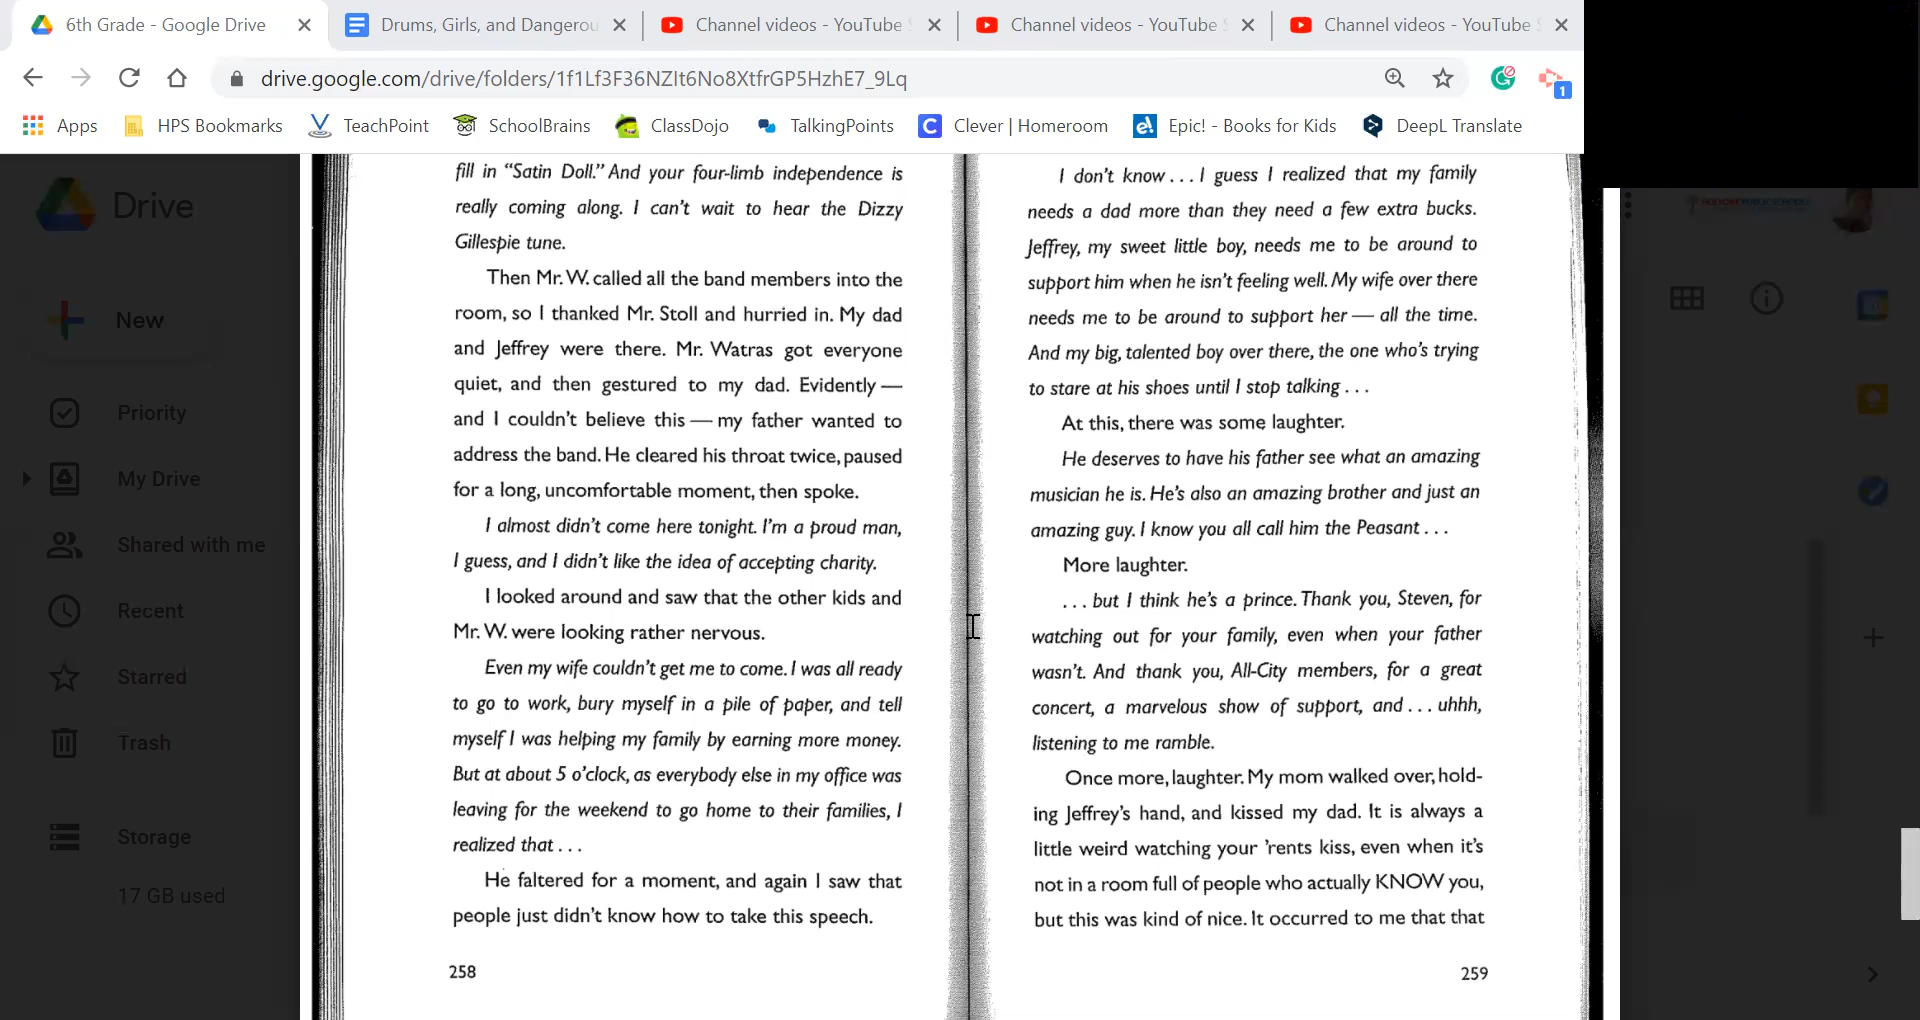 6th Grade - Google Drive
Drums, Girls, and Dangerou
Channel videos - YouTube
Channel videos - YouTube
Channel videos - YouTube
drive.google.com/drive/folders/1f1Lf3F36NZIt6No8XtfrGP5HzhE7_9Lq
1
Apps
HPS Bookmarks
TeachPoint
SchoolBrains
ClassDojo
TalkingPoints
Clever | Homeroom
Epic! - Books for Kids
DeepL Translate
Drive
New
Priority
My Drive
Shared with me
Recent
Starred
Trash
Storage
17 GB used
fill in “Satin Doll.” And your four-limb independence is
really coming along. I can’t wait to hear the Dizzy
Gillespie tune.
Then Mr. W. called all the band members into the
room, so I thanked Mr. Stoll and hurried in. My dad
and Jeffrey were there. Mr. Watras got everyone
quiet, and then gestured to my dad. Evidently —
and I couldn’t believe this — my father wanted to
address the band. He cleared his throat twice, paused
for a long, uncomfortable moment, then spoke.
I almost didn’t come here tonight. I’m a proud man,
I guess, and I didn’t like the idea of accepting charity.
I looked around and saw that the other kids and
Mr. W. were looking rather nervous.
Even my wife couldn’t get me to come. I was all ready
to go to work, bury myself in a pile of paper, and tell
myself I was helping my family by earning more money.
But at about 5 o’clock, as everybody else in my office was
leaving for the weekend to go home to their families, I
realized that . . .
He faltered for a moment, and again I saw that
people just didn’t know how to take this speech.
258
I don’t know . . . I guess I realized that my family
needs a dad more than they need a few extra bucks.
Jeffrey, my sweet little boy, needs me to be around to
support him when he isn’t feeling well. My wife over there
needs me to be around to support her — all the time.
And my big, talented boy over there, the one who’s trying
to stare at his shoes until I stop talking . . .
At this, there was some laughter.
He deserves to have his father see what an amazing
musician he is. He’s also an amazing brother and just an
amazing guy. I know you all call him the Peasant . . .
More laughter.
. . . but I think he’s a prince. Thank you, Steven, for
watching out for your family, even when your father
wasn’t. And thank you, All-City members, for a great
concert, a marvelous show of support, and . . . uhhh,
listening to me ramble.
Once more, laughter. My mom walked over, hold-
ing Jeffrey’s hand, and kissed my dad. It is always a
little weird watching your ’rents kiss, even when it’s
not in a room full of people who actually KNOW you,
but this was kind of nice. It occurred to me that that
259